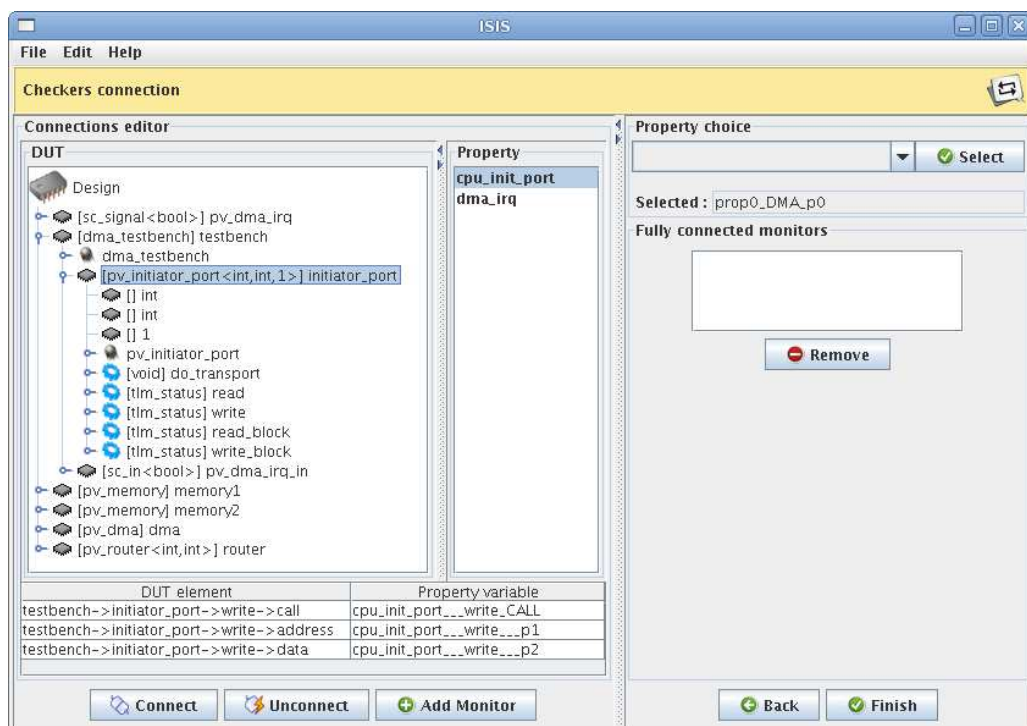 ISIS
File Edit Help
Checkers connection
Connections editor
DUT
Design
[sc_signal<bool>] pv_dma_irq
[dma_testbench] testbench
dma_testbench
[pv_initiator_port<int,int,1>] initiator_port
[] int
[] int
[] 1
pv_initiator_port
[void] do_transport
[tlm_status] read
[tlm_status] write
[tlm_status] read_block
[tlm_status] write_block
[sc_in<bool>] pv_dma_irq_in
[pv_memory] memory1
[pv_memory] memory2
[pv_dma] dma
[pv_router<int,int>] router
Property
cpu_init_port
dma_irq
DUT element Property variable
testbench->initiator_port->write->call cpu_init_port___write_CALL
testbench->initiator_port->write->address cpu_init_port___write___p1
testbench->initiator_port->write->data cpu_init_port___write___p2
Connect Unconnect Add Monitor
Property choice
Select
Selected : prop0_DMA_p0
Fully connected monitors
Remove
Back Finish